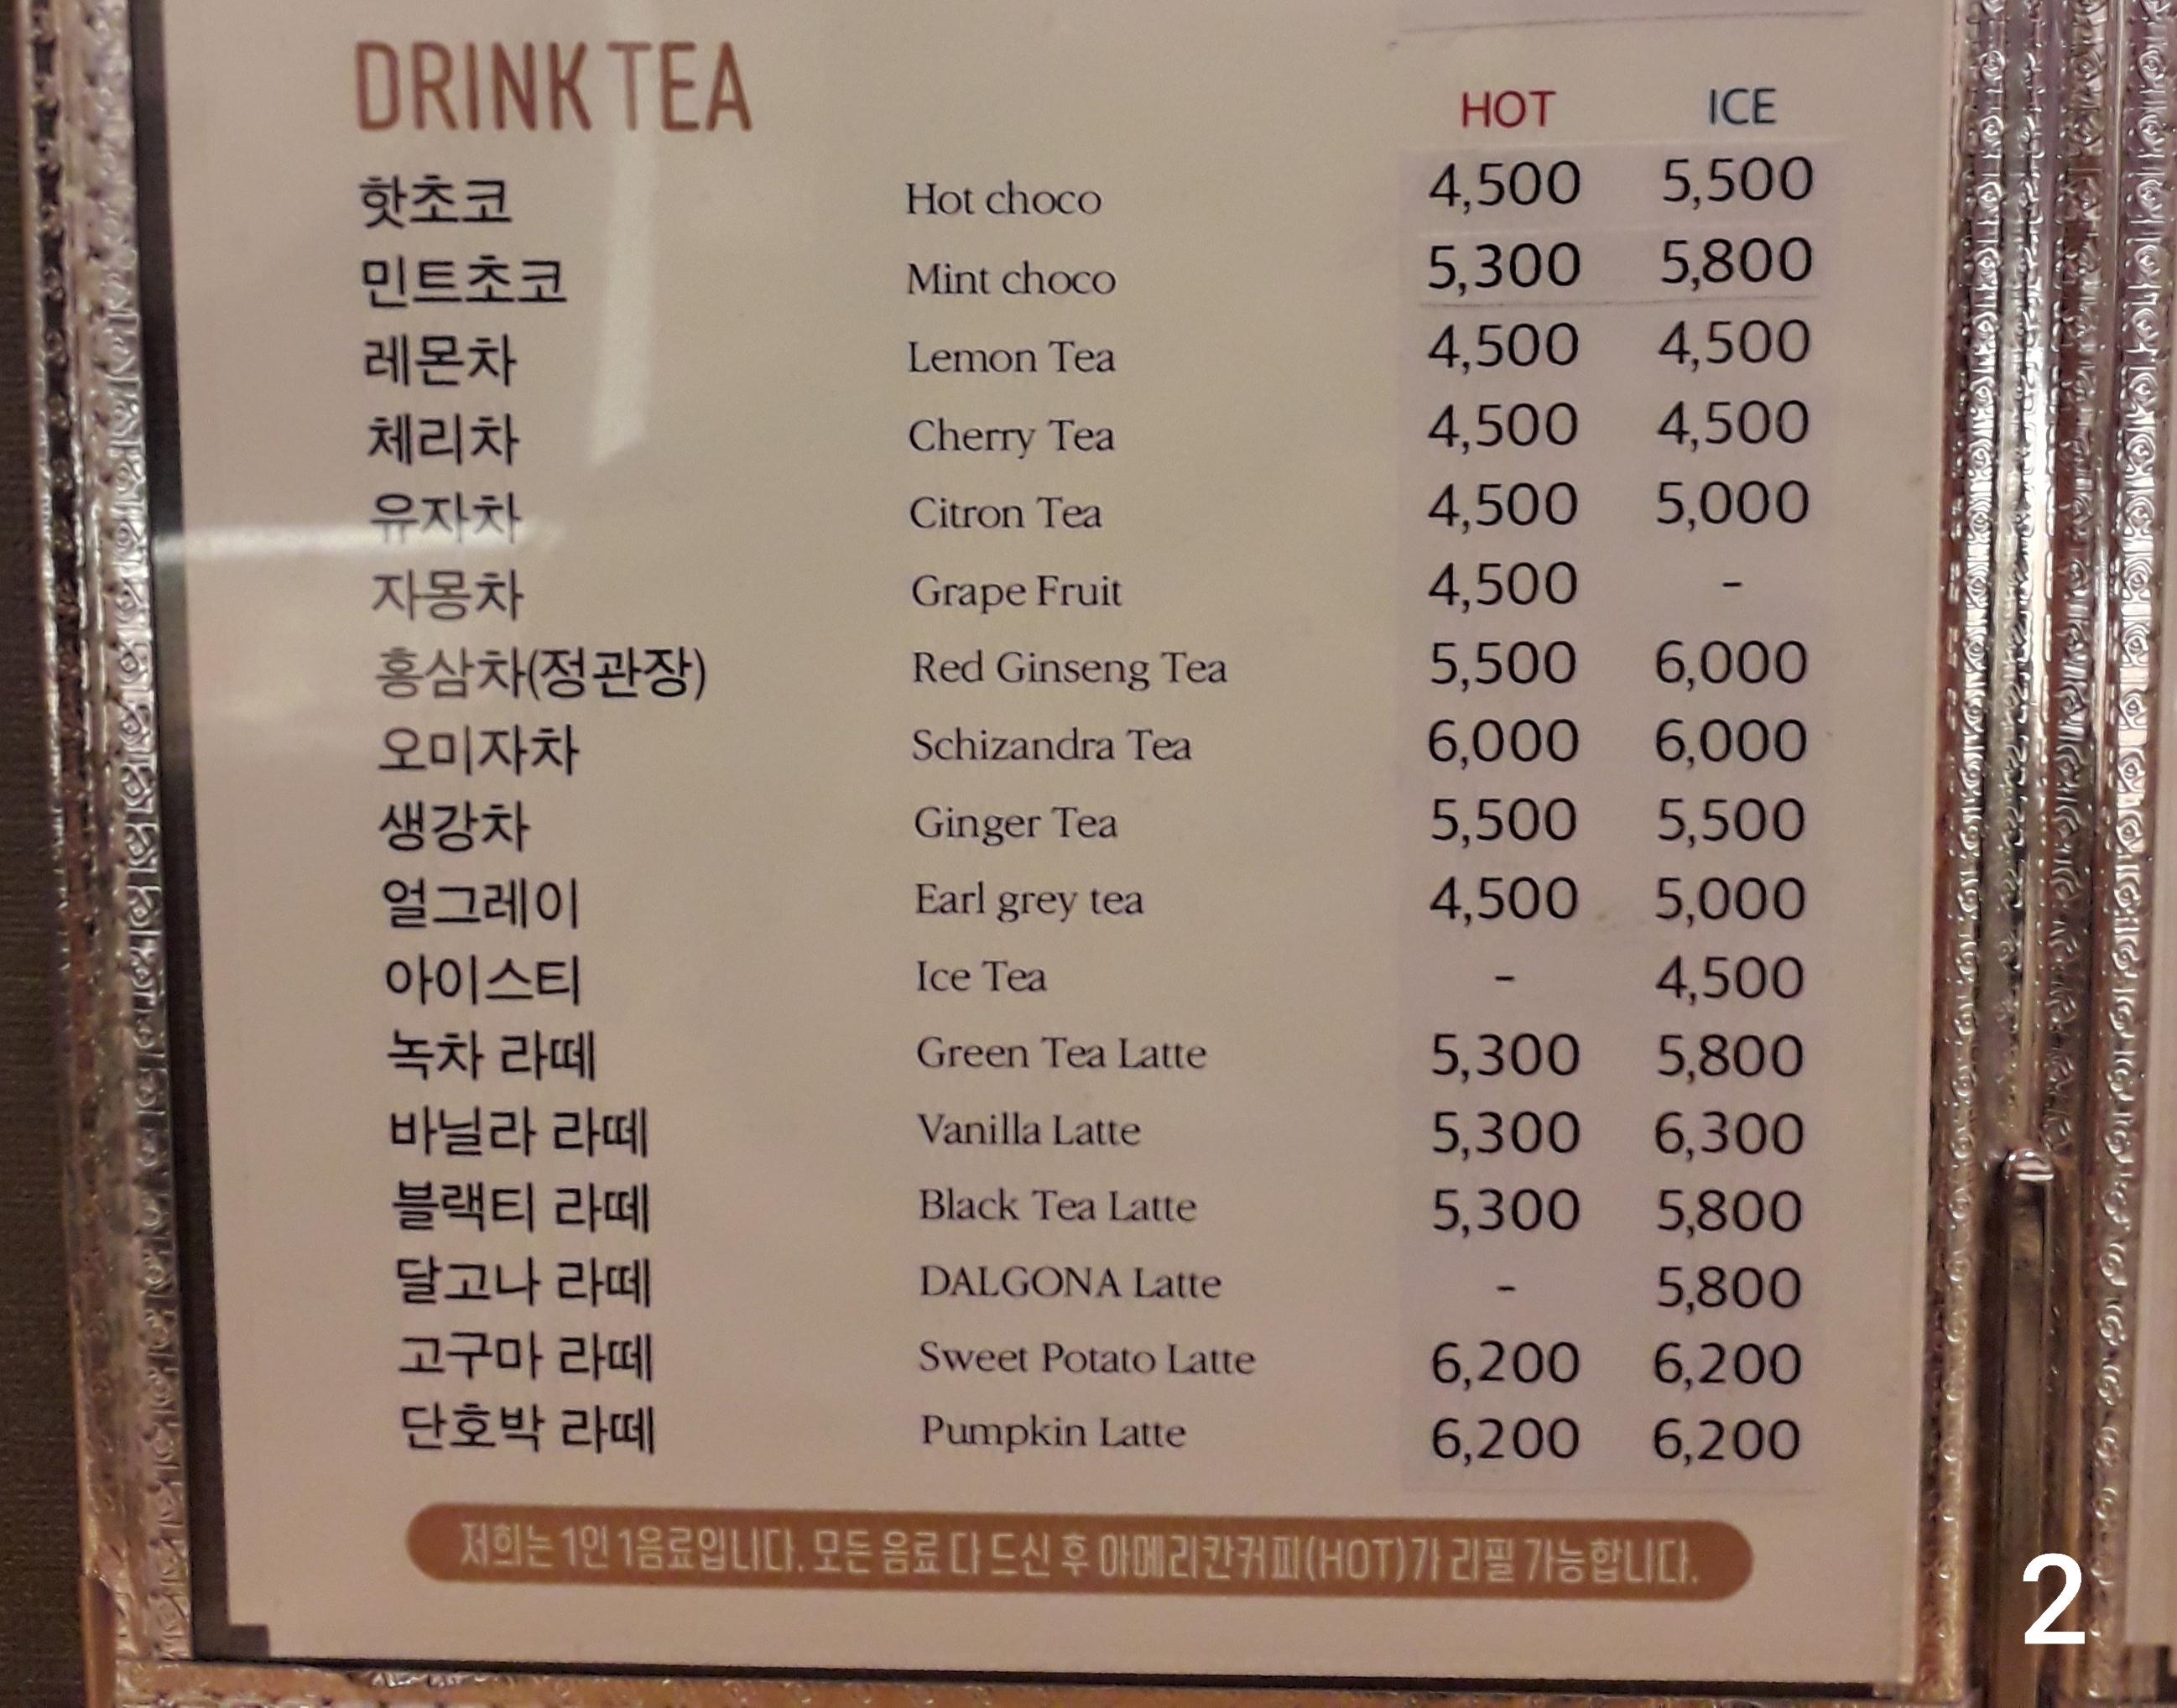 DRINK TEA
HOT ICE
핫초코 Hot choco 4,500 5,500
민트초코 Mint choco 5,300 5,800
레몬차 Lemon Tea 4,500 4,500
체리차 Cherry Tea 4,500 4,500
유자차 Citron Tea 4,500 5,000
자몽차 Grape Fruit 4,500 -
홍삼차(정관장) Red Ginseng Tea 5,500 6,000
오미자차 Schizandra Tea 6,000 6,000
생강차 Ginger Tea 5,500 5,500
얼그레이 Earl grey tea 4,500 5,000
아이스티 Ice Tea - 4,500
녹차 라떼 Green Tea Latte 5,300 5,800
바닐라 라떼 Vanilla Latte 5,300 6,300
블랙티 라떼 Black Tea Latte 5,300 5,800
달고나 라떼 DALGONA Latte - 5,800
고구마 라떼 Sweet Potato Latte 6,200 6,200
단호박 라떼 Pumpkin Latte 6,200 6,200
저희는 1인 1음료입니다. 모든 음료 다 드신 후 아메리칸커피(HOT)가 리필 가능합니다.
2